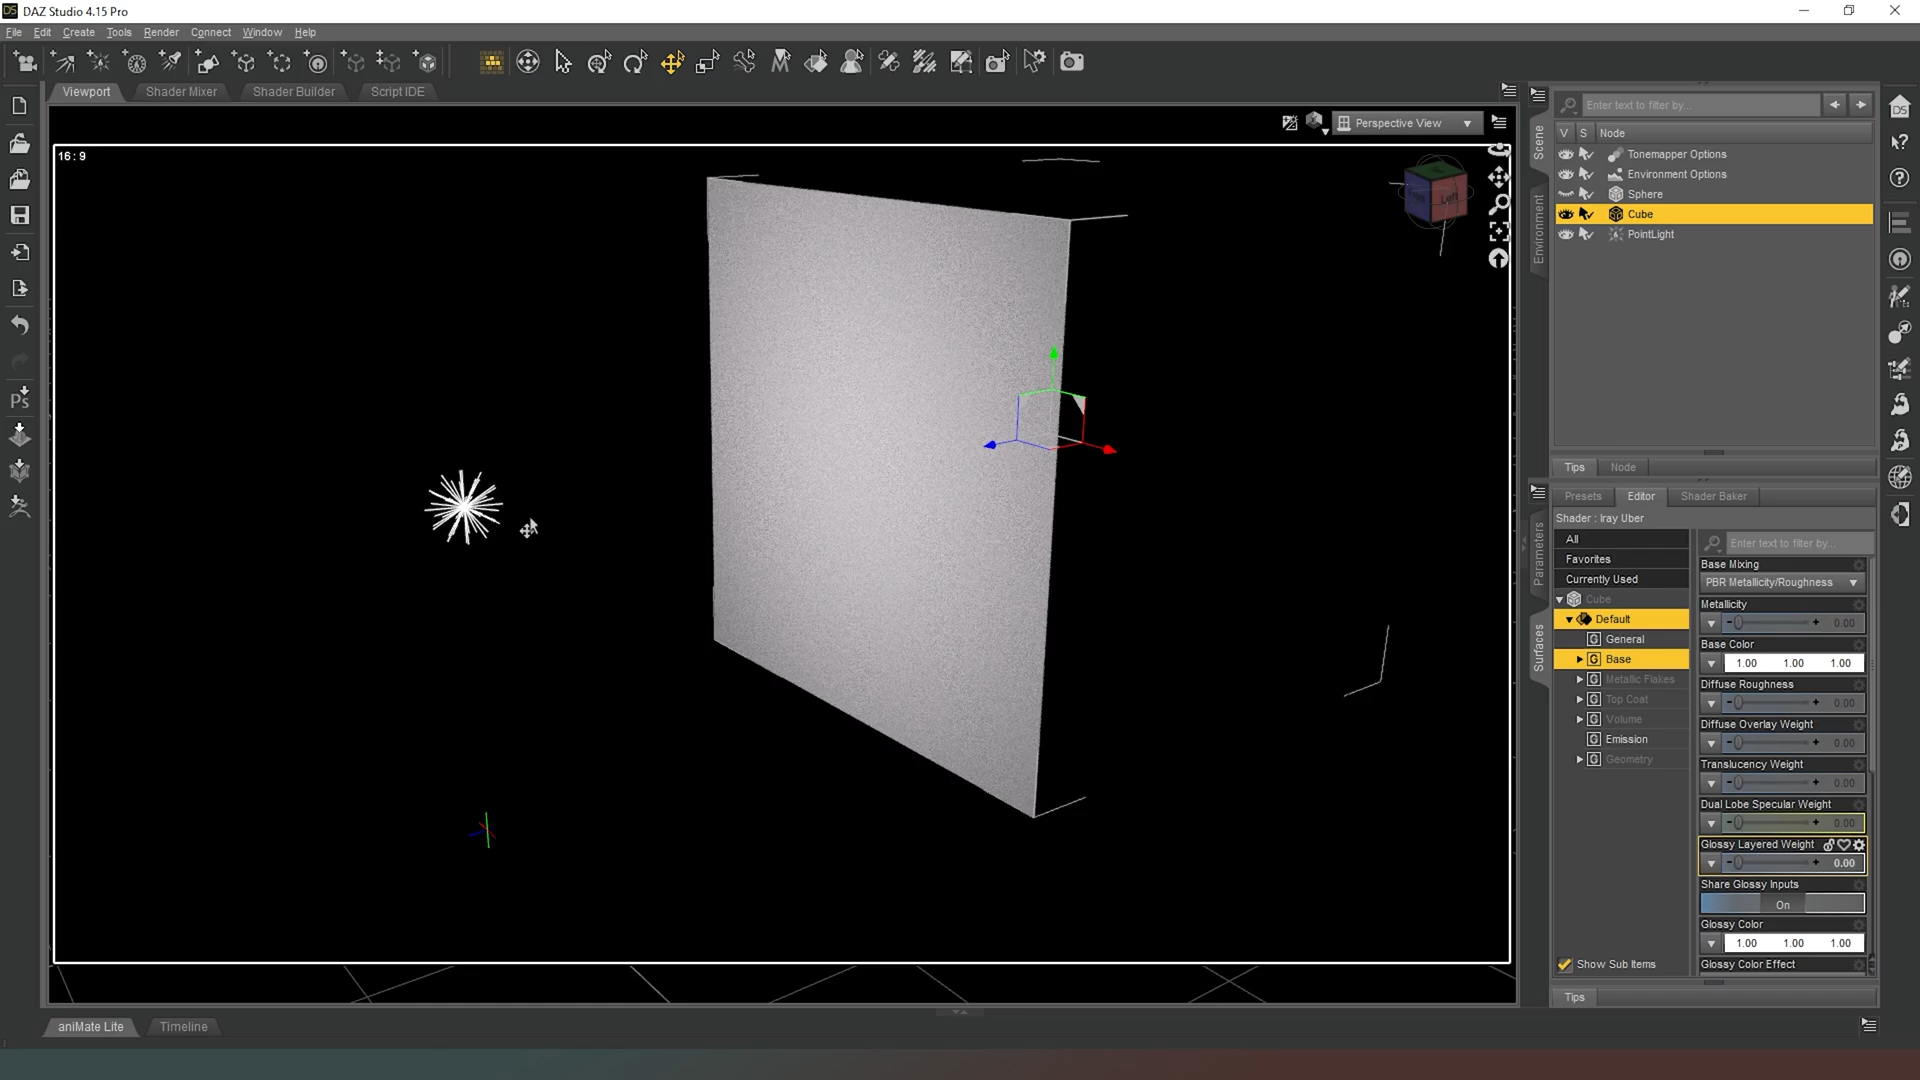 DAZ Studio 4.15 Pro
File Edit Create Tools Render Connect Window Help
Viewport Shader Mixer Shader Builder Script IDE
Perspective View
16 : 9
Left
Ps
Scene
Environment
Enter text to filter by...
V S Node
Tonemapper Options
Environment Options
Sphere
Cube
PointLight
Tips Node
Parameters
Surfaces
Presets Editor Shader Baker
Shader : Iray Uber
All
Favorites
Currently Used
Cube
Default
General
Base
Metallic Flakes
Top Coat
Volume
Emission
Geometry
Show Sub Items
Enter text to filter by...
Base Mixing
PBR Metallicity/Roughness
Metallicity
0.00
Base Color
1.00 1.00 1.00
Diffuse Roughness
0.00
Diffuse Overlay Weight
0.00
Translucency Weight
0.00
Dual Lobe Specular Weight
0.00
Glossy Layered Weight
0.00
Share Glossy Inputs
On
Glossy Color
1.00 1.00 1.00
Glossy Color Effect
Tips
aniMate Lite Timeline